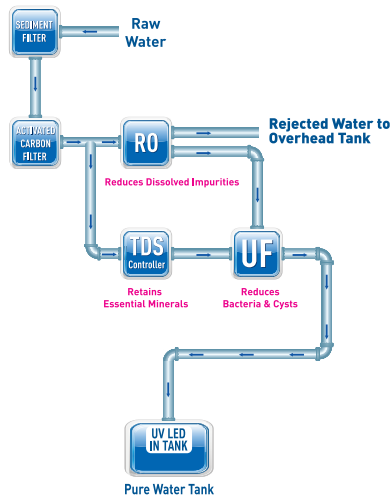 SEDIMENT
FILTER
Raw
Water
ACTIVATED
CARBON
FILTER
RO
Rejected Water to
Overhead Tank
Reduces Dissolved Impurities
TDS
Controller
UF
Retains
Essential Minerals
Reduces
Bacteria & Cysts
UV LED
IN TANK
Pure Water Tank